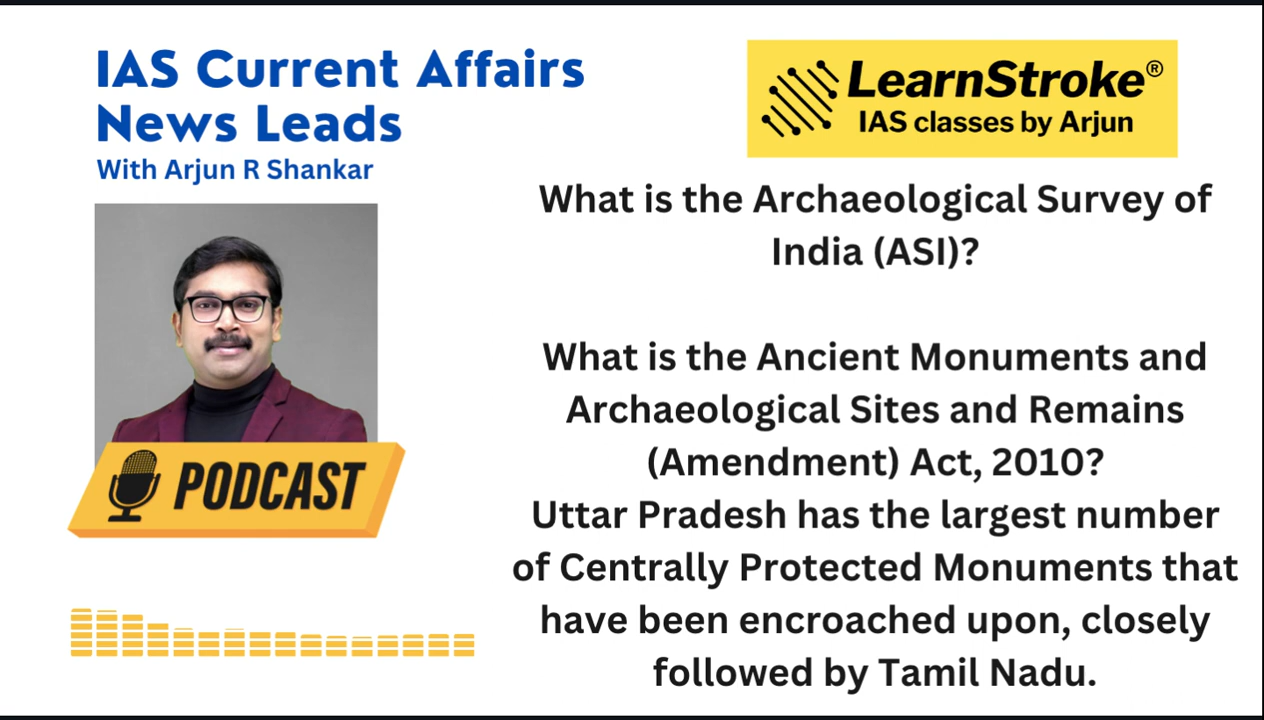 IAS Current Affairs
News Leads
With Arjun R Shankar
LearnStroke®
IAS classes by Arjun
What is the Archaeological Survey of
India (ASI)?
What is the Ancient Monuments and
Archaeological Sites and Remains
(Amendment) Act, 2010?
Uttar Pradesh has the largest number
of Centrally Protected Monuments that
have been encroached upon, closely
followed by Tamil Nadu.
PODCAST